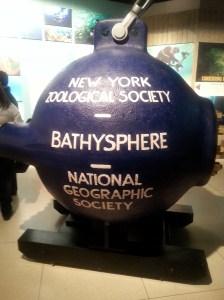 NEW YORK
ZOOLOGICAL SOCIETY
—
BATHYSPHERE
—
NATIONAL
GEOGRAPHIC
SOCIETY